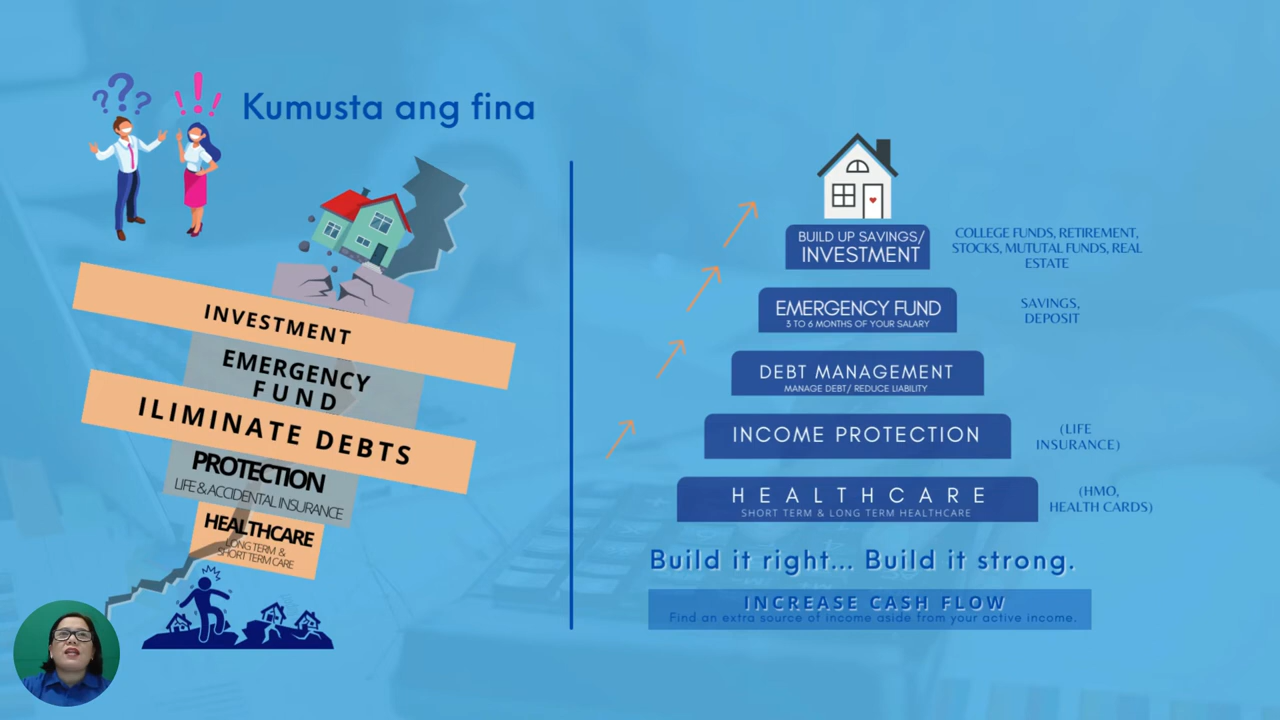 Kumusta ang fina
INVESTMENT
EMERGENCY
FUND
ILIMINATE DEBTS
PROTECTION
LIFE & ACCIDENTAL INSURANCE
HEALTHCARE
LONG TERM &
SHORT TERM CARE
BUILD UP SAVINGS/
INVESTMENT
COLLEGE FUNDS, RETIREMENT,
STOCKS, MUTUTAL FUNDS, REAL
ESTATE
EMERGENCY FUND
3 TO 6 MONTHS OF YOUR SALARY
SAVINGS,
DEPOSIT
DEBT MANAGEMENT
MANAGE DEBT/ REDUCE LIABILITY
INCOME PROTECTION
(LIFE
INSURANCE)
HEALTHCARE
SHORT TERM & LONG TERM HEALTHCARE
(HMO,
HEALTH CARDS)
Build it right... Build it strong.
INCREASE CASH FLOW
Find an extra source of income aside from your active income.